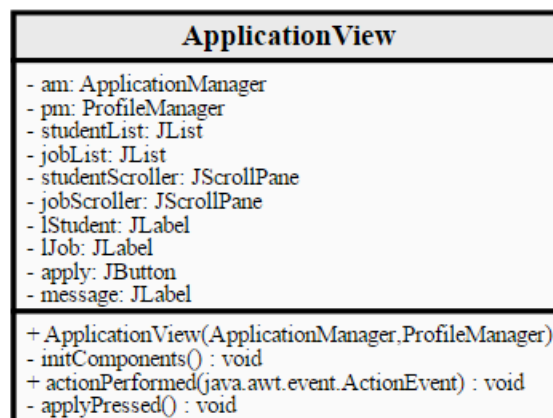 ApplicationView
- am: ApplicationManager
- pm: ProfileManager
- studentList: JList
- jobList: JList
- studentScroller: JScrollPane
- jobScroller: JScrollPane
- lStudent: JLabel
- lJob: JLabel
- apply: JButton
- message: JLabel
+ ApplicationView(ApplicationManager,ProfileManager)
- initComponents() : void
+ actionPerformed(java.awt.event.ActionEvent) : void
- applyPressed() : void